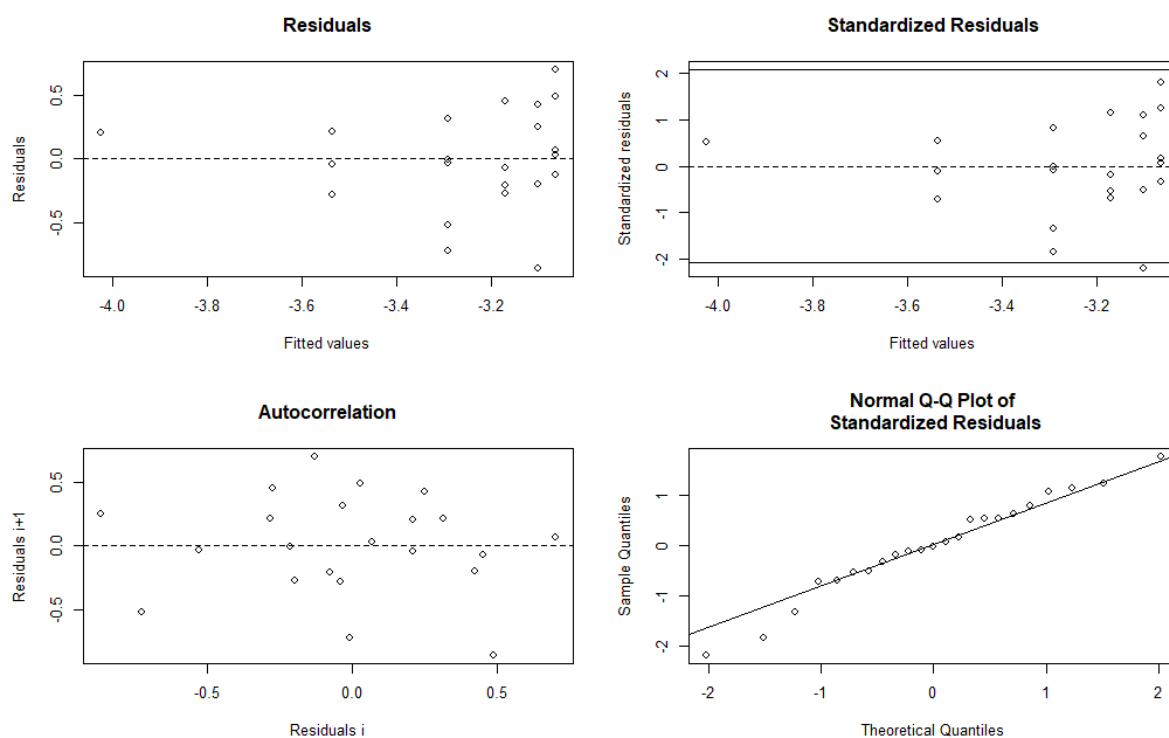 Residuals
Residuals
0.5
0.0
-0.5
-4.0 -3.8 -3.6 -3.4 -3.2
Fitted values
Standardized Residuals
Standardized residuals
2
1
0
-1
-2
-4.0 -3.8 -3.6 -3.4 -3.2
Fitted values
Autocorrelation
Residuals i+1
0.5
0.0
-0.5
-0.5 0.0 0.5
Residuals i
Normal Q-Q Plot of
Standardized Residuals
Sample Quantiles
1
0
-1
-2
-2 -1 0 1 2
Theoretical Quantiles